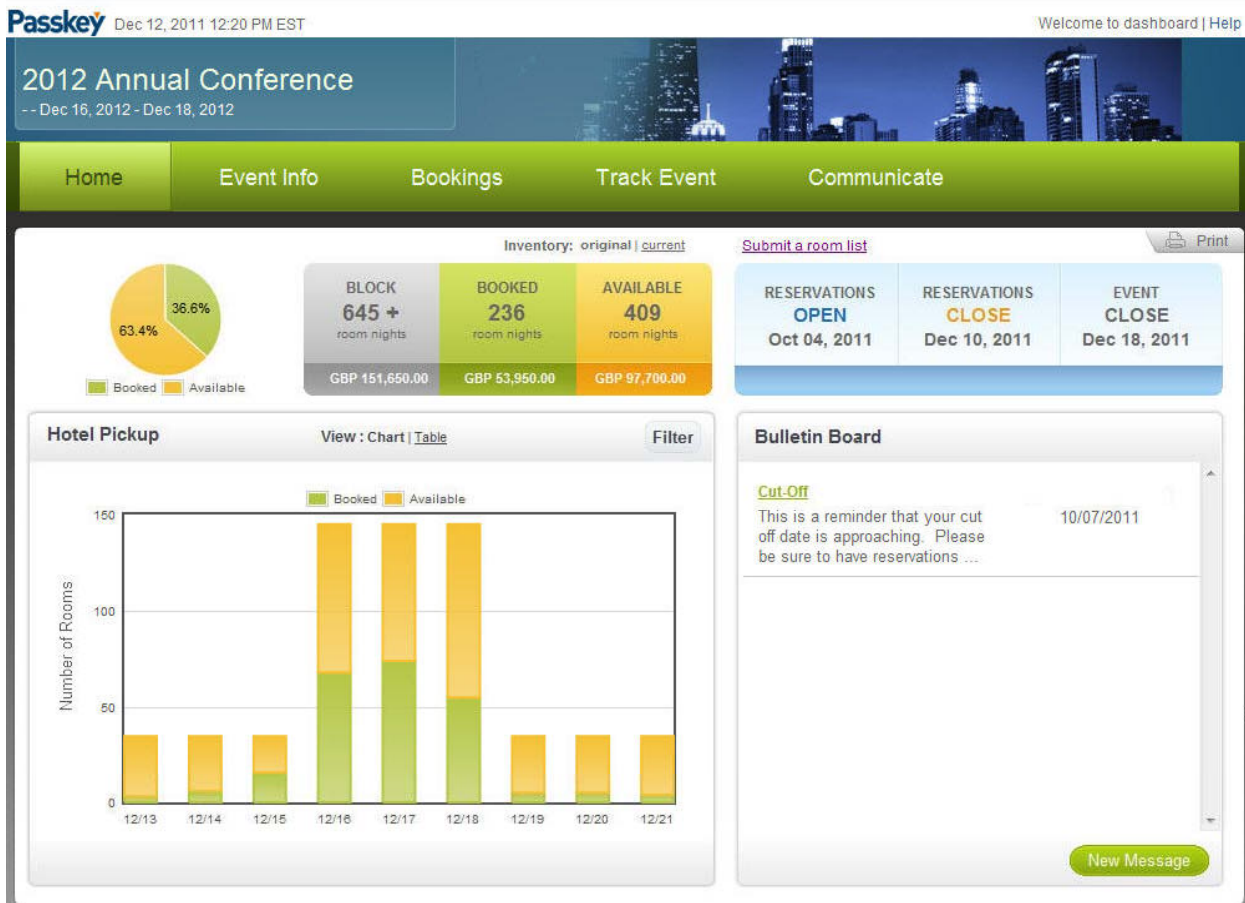 Passkey Dec 12, 2011 12:20 PM EST
Welcome to dashboard | Help
2012 Annual Conference
- - Dec 16, 2012 - Dec 18, 2012
Home Event Info Bookings Track Event Communicate
Inventory: original | current
Submit a room list
Print
36.6%
63.4%
Booked Available
BLOCK
645 +
room nights
GBP 151,650.00
BOOKED
236
room nights
GBP 53,950.00
AVAILABLE
409
room nights
GBP 97,700.00
RESERVATIONS
OPEN
Oct 04, 2011
RESERVATIONS
CLOSE
Dec 10, 2011
EVENT
CLOSE
Dec 18, 2011
Hotel Pickup
View : Chart | Table
Filter
Booked Available
Number of Rooms
150
100
50
0
12/13 12/14 12/15 12/16 12/17 12/18 12/19 12/20 12/21
Bulletin Board
Cut-Off
This is a reminder that your cut
off date is approaching. Please
be sure to have reservations ...
10/07/2011
New Message